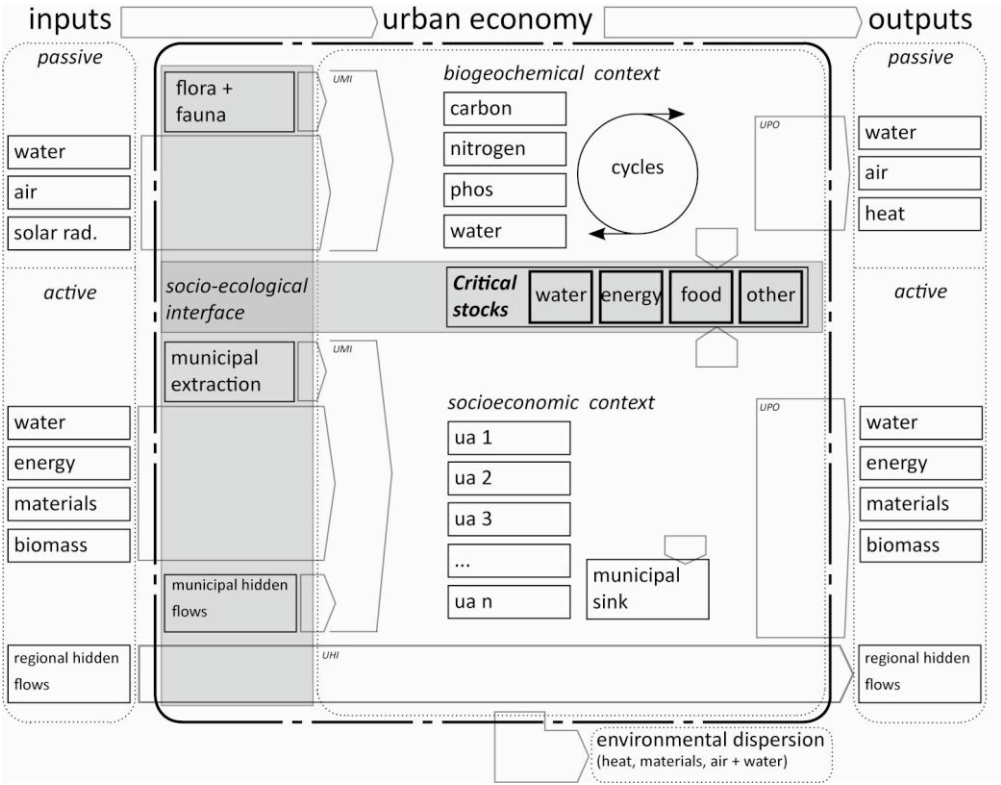 inputs
urban economy
outputs
passive
water
air
solar rad.
active
water
energy
materials
biomass
regional hidden
flows
flora +
fauna
UMI
socio-ecological
interface
municipal
extraction
UMI
municipal hidden
flows
UHI
biogeochemical context
carbon
nitrogen
phos
water
cycles
Critical
stocks
water
energy
food
other
socioeconomic context
ua 1
ua 2
ua 3
...
ua n
municipal
sink
UPO
UPO
passive
water
air
heat
active
water
energy
materials
biomass
regional hidden
flows
environmental dispersion
(heat, materials, air + water)